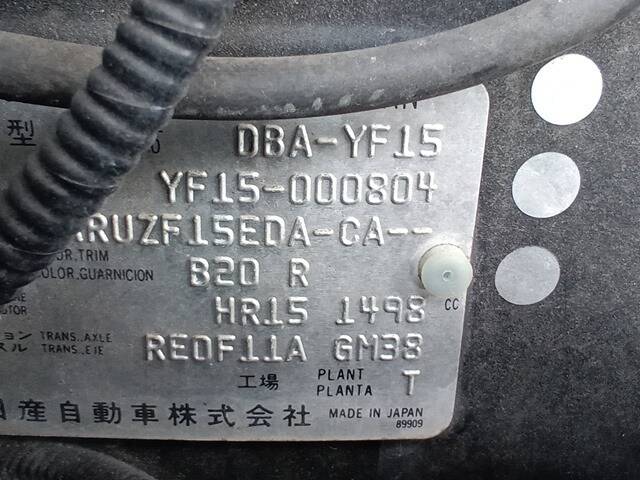 型 DBA-YF15
YF15-000804
RUZF15EDA-CA--
TRIM
COLOR,GUARNICION B20 R
HR15 1498 CC
TRANS.,AXLE
TRANS.,EJE RE0F11A GM38
工場 PLANT
PLANTA T
日産自動車株式会社 MADE IN JAPAN
89909